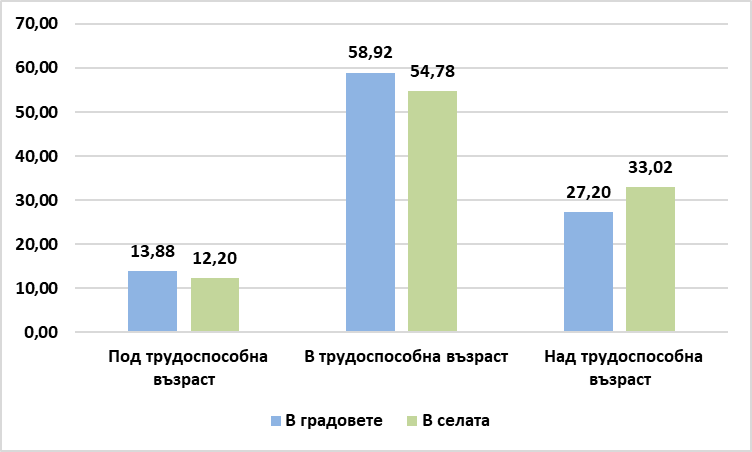 70,00
60,00
50,00
40,00
30,00
20,00
10,00
0,00
13,88
12,20
58,92
54,78
27,20
33,02
Под трудоспособна
възраст
В трудоспособна възраст
Над трудоспособна
възраст
В градовете
В селата